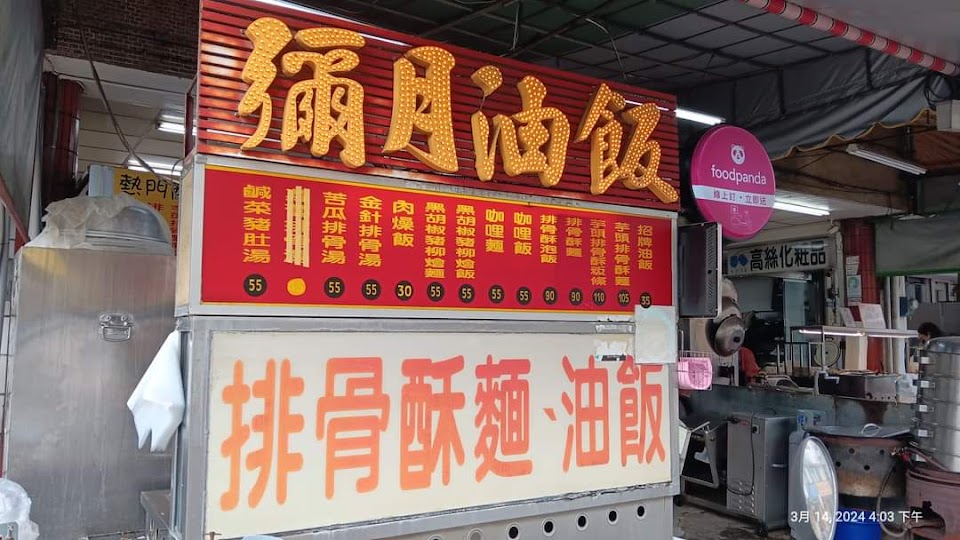 彌月油飯
招牌油飯 35
芋頭排骨酥麵 105
芋頭排骨酥粄條 110
排骨酥麵 90
排骨酥泡飯 90
咖哩飯 55
咖哩麵 55
黑胡椒豬柳燴飯 55
黑胡椒豬柳燴麵 55
肉燥飯 30
金針排骨湯 55
苦瓜排骨湯 55
鹹菜豬肚湯 55
排骨酥麵、油飯
foodpanda
線上訂・立即送
高絲化粧品
熱門
3月 14, 2024 4:03 下午